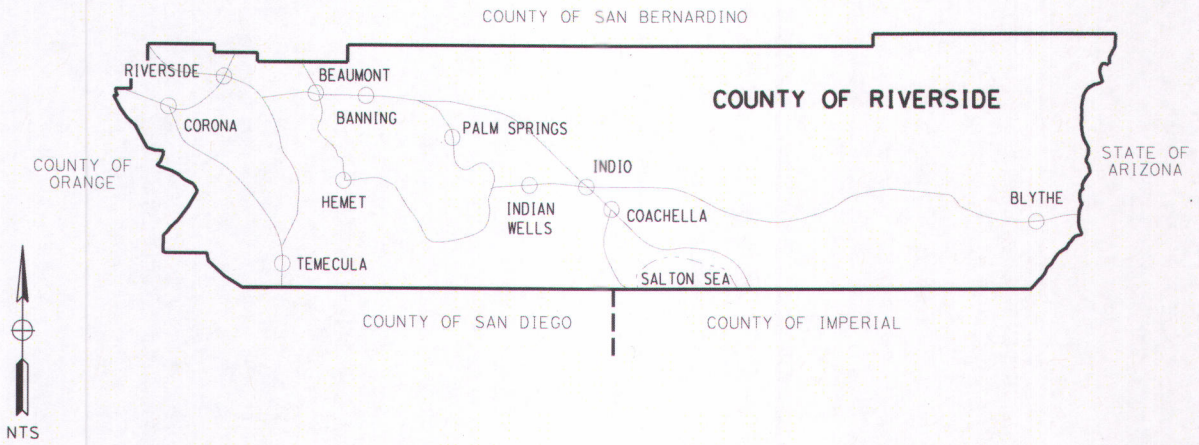 COUNTY OF SAN BERNARDINO
RIVERSIDE
BEAUMONT
COUNTY OF RIVERSIDE
CORONA
BANNING
PALM SPRINGS
COUNTY OF
ORANGE
STATE OF
ARIZONA
INDIO
HEMET
INDIAN
WELLS
COACHELLA
BLYTHE
TEMECULA
SALTON SEA
COUNTY OF SAN DIEGO
COUNTY OF IMPERIAL
NTS